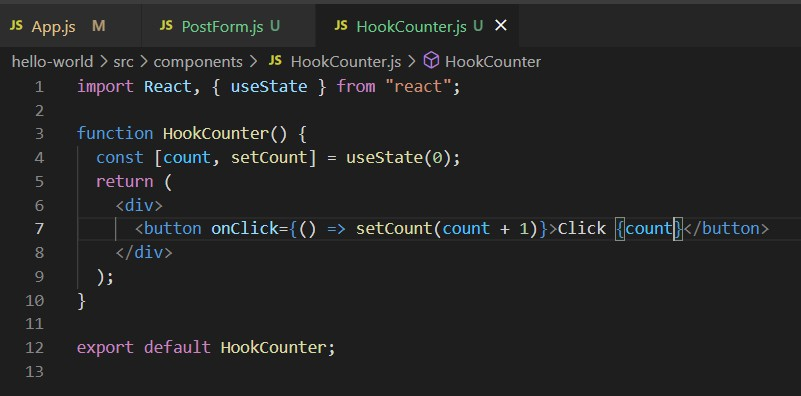 JS App.js M JS PostForm.js U JS HookCounter.js U
hello-world > src > components > JS HookCounter.js > HookCounter
1 import React, { useState } from "react";
2
3 function HookCounter() {
4 const [count, setCount] = useState(0);
5 return (
6 <div>
7 <button onClick={() => setCount(count + 1)}>Click {count}</button>
8 </div>
9 );
10 }
11
12 export default HookCounter;
13